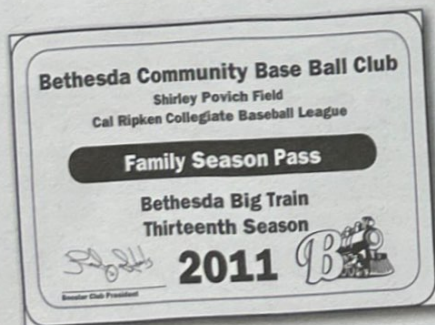 Bethesda Community Base Ball Club
Shirley Povich Field
Cal Ripken Collegiate Baseball League
Family Season Pass
Bethesda Big Train
Thirteenth Season
2011
B
Booster Club President